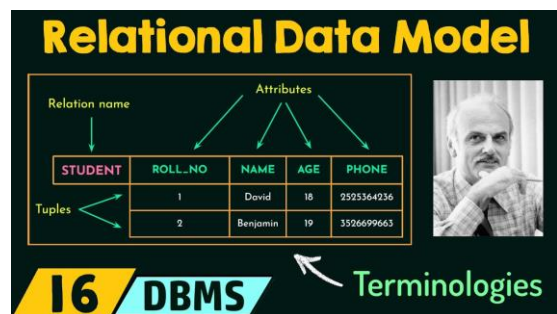 Relational Data Model
Attributes
Relation name
STUDENT ROLL_NO NAME AGE PHONE
1 David 18 2525364236
Tuples
2 Benjamin 19 3526699663
Terminologies
16 DBMS